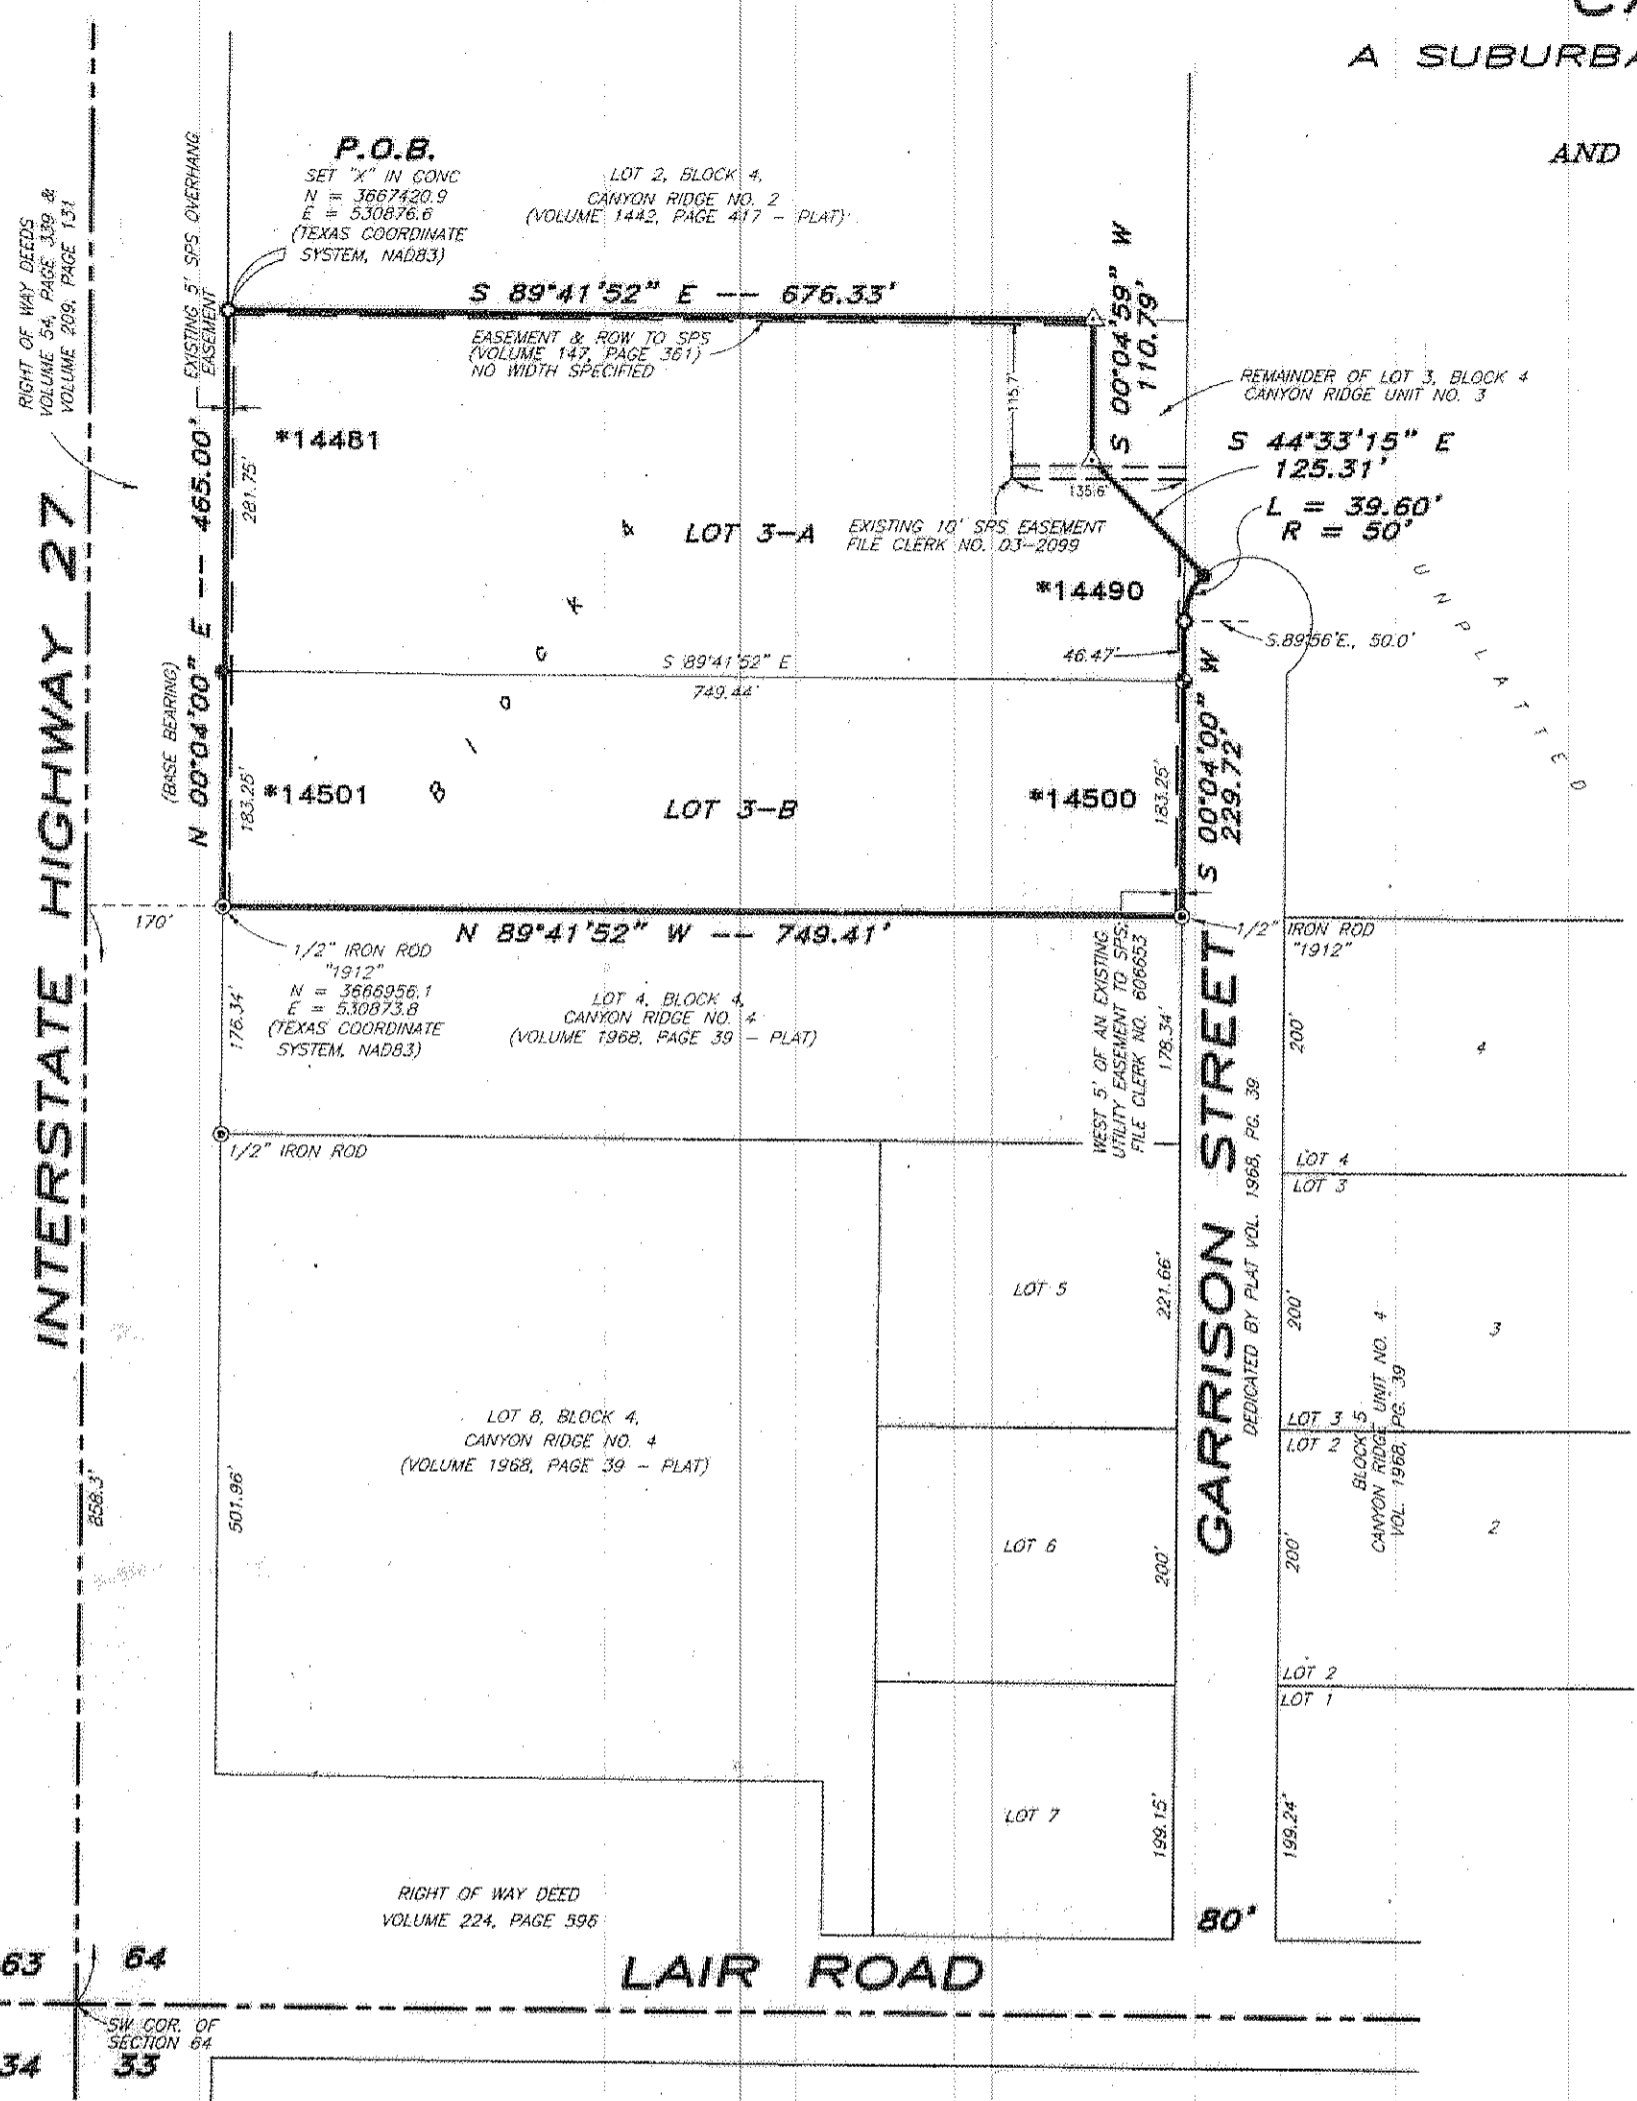 A SUBURBA
AND
RIGHT OF WAY DEEDS
VOLUME 54, PAGE 339 &
VOLUME 209, PAGE 131
EXISTING 5' SPS OVERHANG
EASEMENT
P.O.B.
SET "X" IN CONC
N = 3667420.9
E = 530876.6
(TEXAS COORDINATE
SYSTEM, NAD83)
LOT 2, BLOCK 4,
CANYON RIDGE NO. 2
(VOLUME 1442, PAGE 417 - PLAT)
S 89°41'52" E -- 676.33'
EASEMENT & ROW TO SPS
(VOLUME 147, PAGE 361)
NO WIDTH SPECIFIED
S 00°04'59" W
110.79'
REMAINDER OF LOT 3, BLOCK 4
CANYON RIDGE UNIT NO. 3
S 44°33'15" E
125.31'
L = 39.60'
R = 50'
115.7'
135.6'
*14481
281.75'
N 00°04'00" E -- 465.00'
(BASE BEARING)
LOT 3-A
EXISTING 10' SPS EASEMENT
FILE CLERK NO. 03-2099
*14490
UNPLATTED
S.89°56'E., 50.0'
46.47'
S 89°41'52" E
749.44'
BLOCK 4
INTERSTATE HIGHWAY 27
*14501
183.25'
LOT 3-B
*14500
183.25'
S 00°04'00" W
229.72'
170'
N 89°41'52" W -- 749.41'
1/2" IRON ROD
"1912"
1/2" IRON ROD
"1912"
N = 3666956.1
E = 530873.8
(TEXAS COORDINATE
SYSTEM, NAD83)
176.34'
LOT 4, BLOCK 4,
CANYON RIDGE NO. 4
(VOLUME 1968, PAGE 39 - PLAT)
WEST 5' OF AN EXISTING
UTILITY EASEMENT TO SPS:
FILE CLERK NO. 606653
178.34'
GARRISON STREET
DEDICATED BY PLAT VOL. 1968, PG. 39
200'
4
1/2" IRON ROD
LOT 4
LOT 3
LOT 5
221.66'
200'
3
BLOCK 5
CANYON RIDGE UNIT NO. 4
VOL. 1968, PG. 39
LOT 8, BLOCK 4,
CANYON RIDGE NO. 4
(VOLUME 1968, PAGE 39 - PLAT)
LOT 3
LOT 2
858.3'
501.96'
LOT 6
200'
200'
2
LOT 2
LOT 1
LOT 7
199.15'
199.24'
RIGHT OF WAY DEED
VOLUME 224, PAGE 596
80'
63 64
LAIR ROAD
SW COR. OF
SECTION 64
34 33